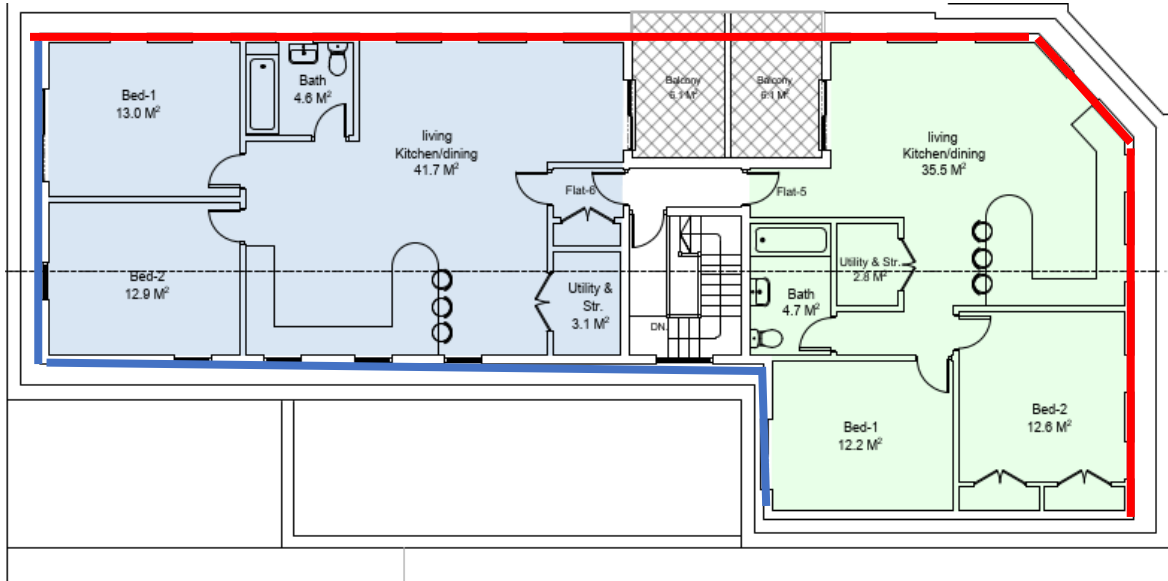 Bed-1
13.0 M²
Bath
4.6 M²
living
Kitchen/dining
41.7 M²
Balcony
6.1 M²
Balcony
6.1 M²
living
Kitchen/dining
35.5 M²
Flat-6
Flat-5
Bed-2
12.9 M²
Utility &
Str.
3.1 M²
DN.
Utility & Str.
2.8 M²
Bath
4.7 M²
Bed-1
12.2 M²
Bed-2
12.6 M²